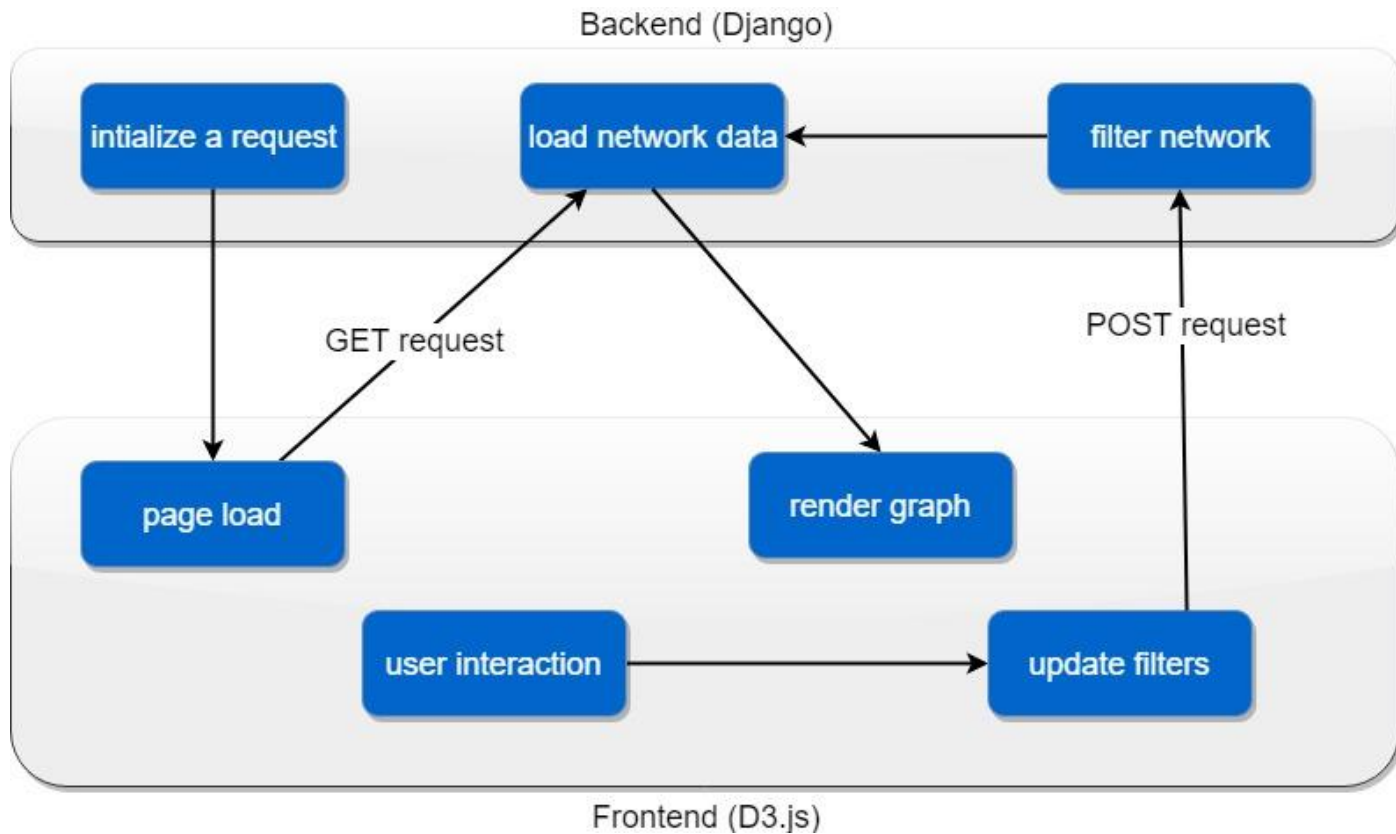 Backend (Django)
intialize a request
load network data
filter network
GET request
POST request
page load
render graph
user interaction
update filters
Frontend (D3.js)